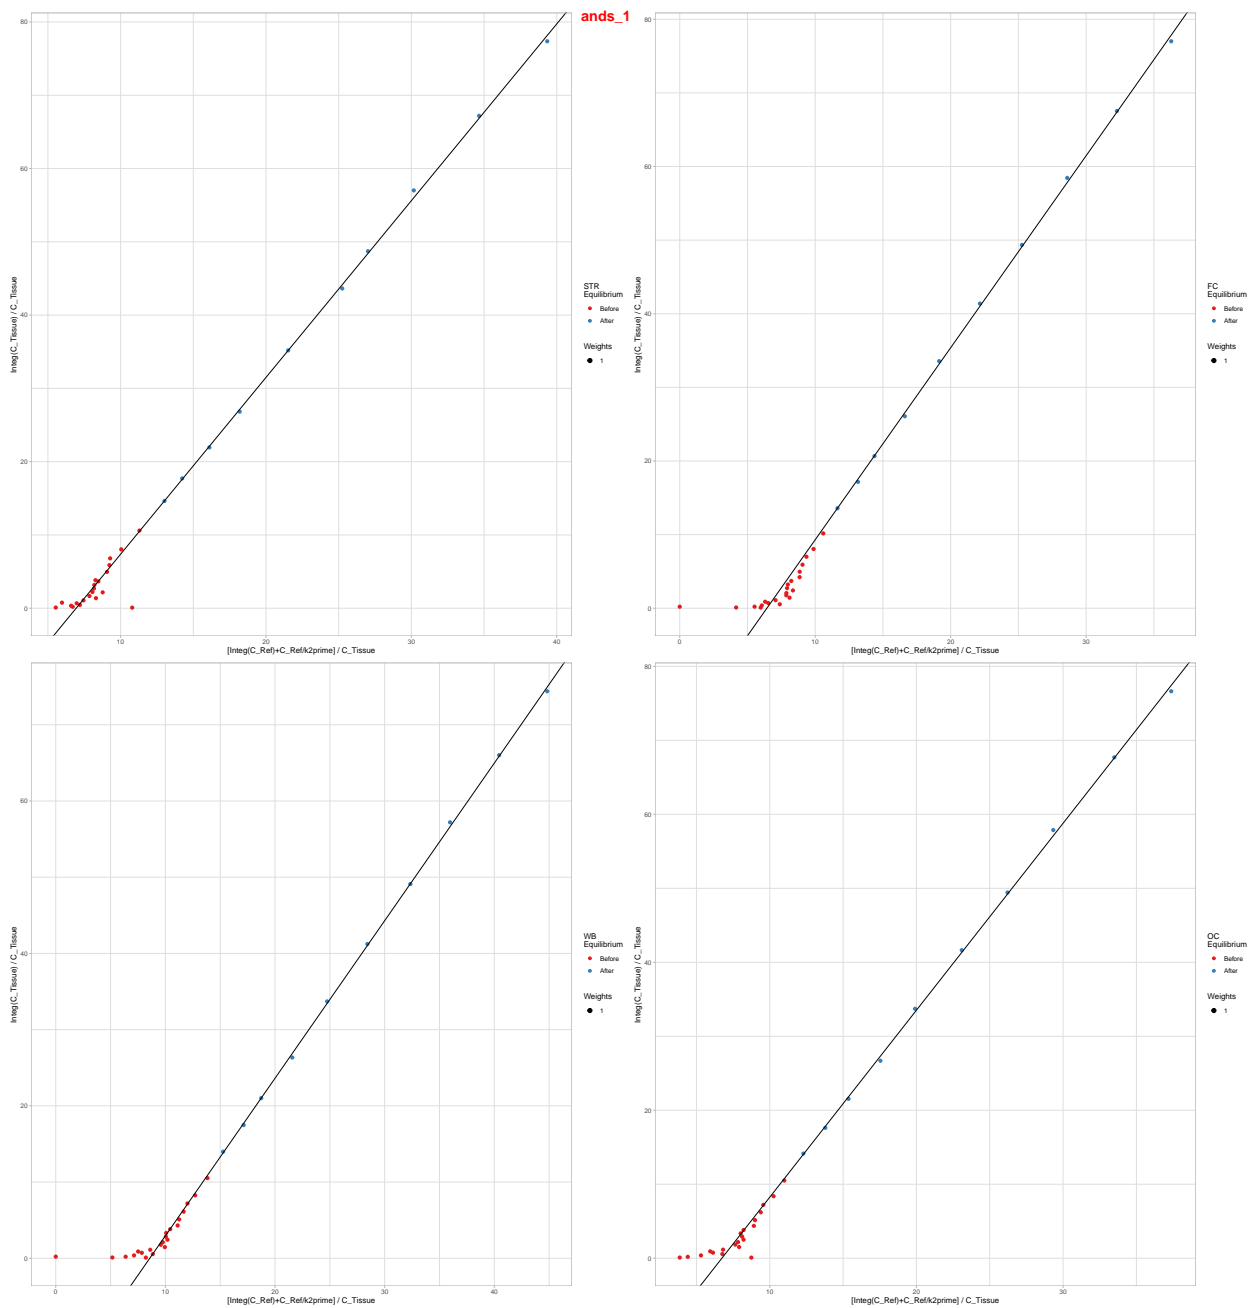 ands_1
80
60
40
20
0
10
20
30
40
Integ(C_Tissue) / C_Tissue
[Integ(C_Ref)+C_Ref/k2prime] / C_Tissue
STR
Equilibrium
Before
After
Weights
1
80
60
40
20
0
0
10
20
30
Integ(C_Tissue) / C_Tissue
[Integ(C_Ref)+C_Ref/k2prime] / C_Tissue
FC
Equilibrium
Before
After
Weights
1
60
40
20
0
0
10
20
30
40
Integ(C_Tissue) / C_Tissue
[Integ(C_Ref)+C_Ref/k2prime] / C_Tissue
WB
Equilibrium
Before
After
Weights
1
80
60
40
20
0
10
20
30
Integ(C_Tissue) / C_Tissue
[Integ(C_Ref)+C_Ref/k2prime] / C_Tissue
OC
Equilibrium
Before
After
Weights
1